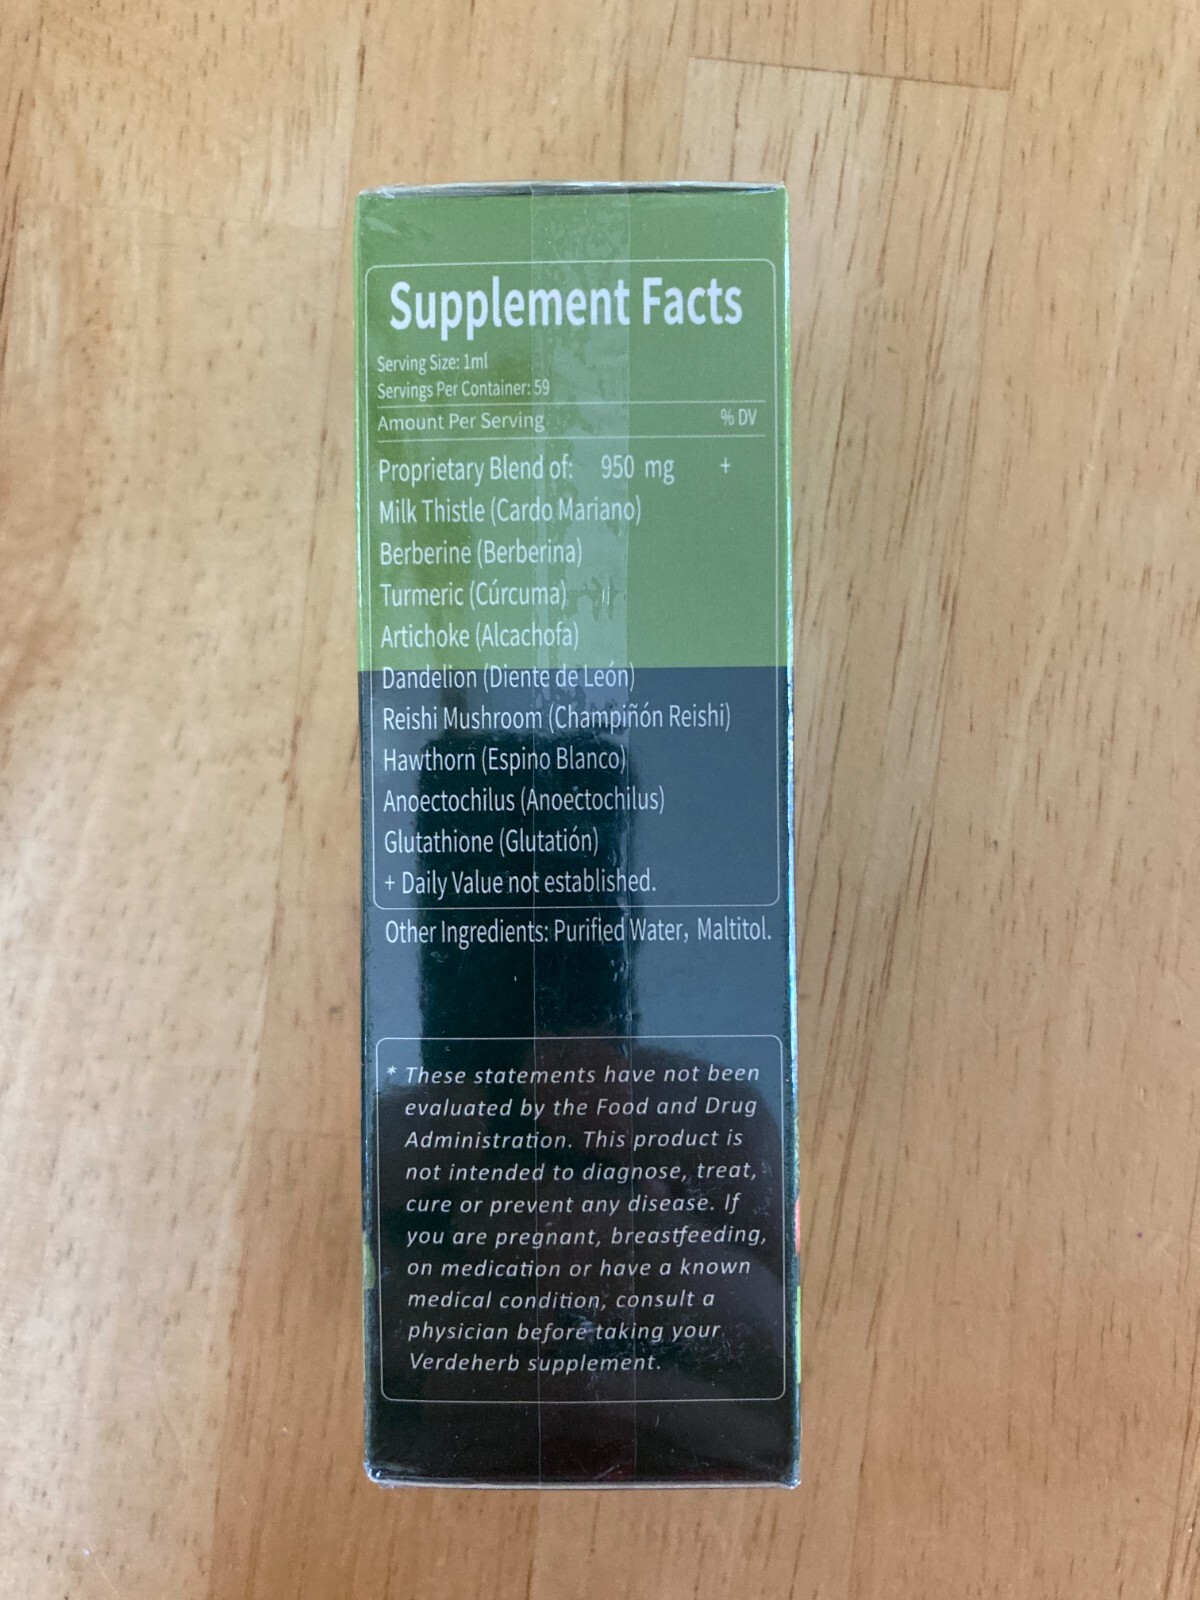 Supplement Facts
Serving Size: 1ml
Servings Per Container: 59
Amount Per Serving % DV
Proprietary Blend of: 950 mg +
Milk Thistle (Cardo Mariano)
Berberine (Berberina)
Turmeric (Cúrcuma)
Artichoke (Alcachofa)
Dandelion (Diente de León)
Reishi Mushroom (Champiñón Reishi)
Hawthorn (Espino Blanco)
Anoectochilus (Anoectochilus)
Glutathione (Glutatión)
+ Daily Value not established.
Other Ingredients: Purified Water, Maltitol.
* These statements have not been
evaluated by the Food and Drug
Administration. This product is
not intended to diagnose, treat,
cure or prevent any disease. If
you are pregnant, breastfeeding,
on medication or have a known
medical condition, consult a
physician before taking your
Verdeherb supplement.